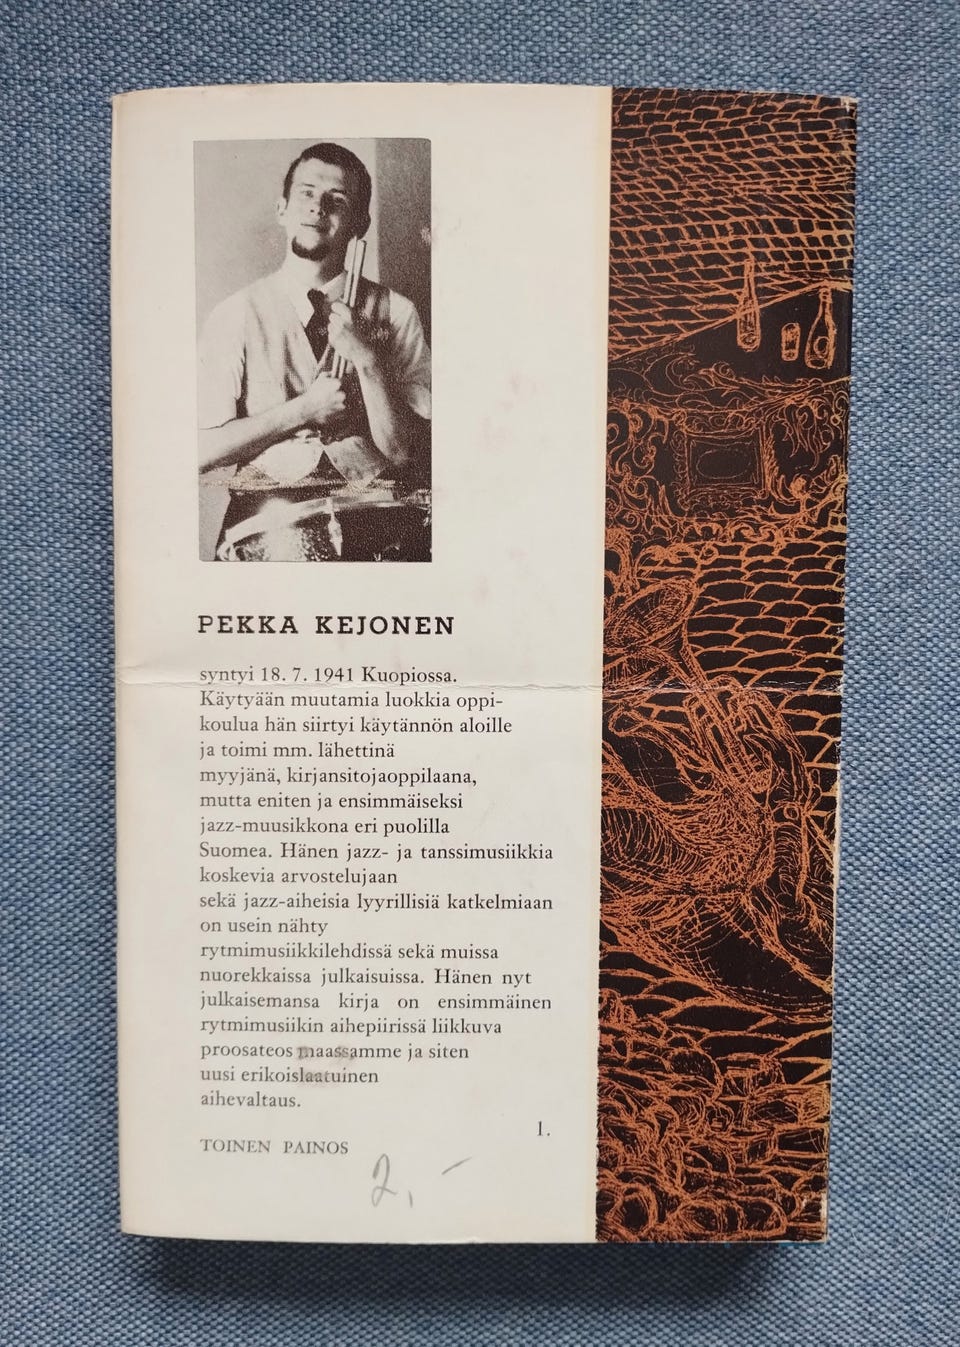 PEKKA KEJONEN
syntyi 18. 7. 1941 Kuopiossa.
Käytyään muutamia luokkia oppi-
koulua hän siirtyi käytännön aloille
ja toimi mm. lähettinä
myyjänä, kirjansitojaoppilaana,
mutta eniten ja ensimmäiseksi
jazz-muusikkona eri puolilla
Suomea. Hänen jazz- ja tanssimusiikkia
koskevia arvostelujaan
sekä jazz-aiheisia lyyrillisiä katkelmiaan
on usein nähty
rytmimusiikkilehdissä sekä muissa
nuorekkaissa julkaisuissa. Hänen nyt
julkaisemansa kirja on ensimmäinen
rytmimusiikin aihepiirissä liikkuva
proosateos maassamme ja siten
uusi erikoislaatuinen
aihevaltaus.
1.
TOINEN PAINOS
2,-